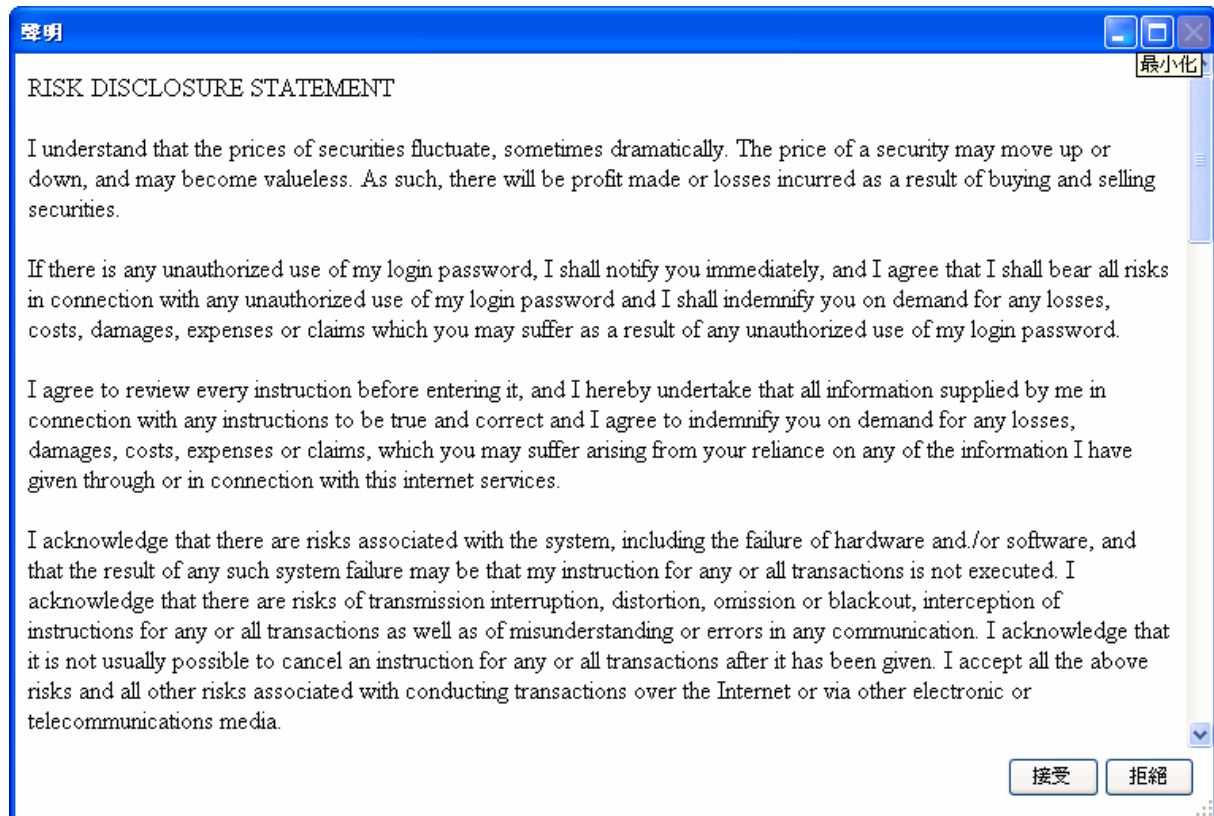 聲明
最小化
RISK DISCLOSURE STATEMENT
I understand that the prices of securities fluctuate, sometimes dramatically. The price of a security may move up or
down, and may become valueless. As such, there will be profit made or losses incurred as a result of buying and selling
securities.
If there is any unauthorized use of my login password, I shall notify you immediately, and I agree that I shall bear all risks
in connection with any unauthorized use of my login password and I shall indemnify you on demand for any losses,
costs, damages, expenses or claims which you may suffer as a result of any unauthorized use of my login password.
I agree to review every instruction before entering it, and I hereby undertake that all information supplied by me in
connection with any instructions to be true and correct and I agree to indemnify you on demand for any losses,
damages, costs, expenses or claims, which you may suffer arising from your reliance on any of the information I have
given through or in connection with this internet services.
I acknowledge that there are risks associated with the system, including the failure of hardware and./or software, and
that the result of any such system failure may be that my instruction for any or all transactions is not executed. I
acknowledge that there are risks of transmission interruption, distortion, omission or blackout, interception of
instructions for any or all transactions as well as of misunderstanding or errors in any communication. I acknowledge that
it is not usually possible to cancel an instruction for any or all transactions after it has been given. I accept all the above
risks and all other risks associated with conducting transactions over the Internet or via other electronic or
telecommunications media.
接受 拒絕